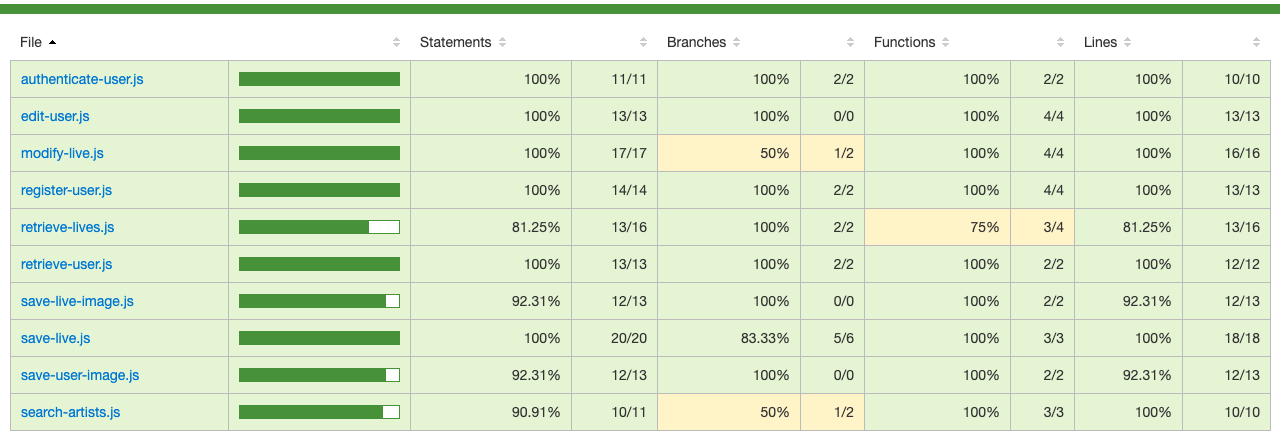 File Statements Branches Functions Lines
authenticate-user.js 100% 11/11 100% 2/2 100% 2/2 100% 10/10
edit-user.js 100% 13/13 100% 0/0 100% 4/4 100% 13/13
modify-live.js 100% 17/17 50% 1/2 100% 4/4 100% 16/16
register-user.js 100% 14/14 100% 2/2 100% 4/4 100% 13/13
retrieve-lives.js 81.25% 13/16 100% 2/2 75% 3/4 81.25% 13/16
retrieve-user.js 100% 13/13 100% 2/2 100% 2/2 100% 12/12
save-live-image.js 92.31% 12/13 100% 0/0 100% 2/2 92.31% 12/13
save-live.js 100% 20/20 83.33% 5/6 100% 3/3 100% 18/18
save-user-image.js 92.31% 12/13 100% 0/0 100% 2/2 92.31% 12/13
search-artists.js 90.91% 10/11 50% 1/2 100% 3/3 100% 10/10